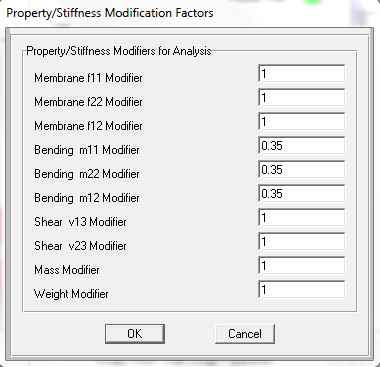 Property/Stiffness Modification Factors
Property/Stiffness Modifiers for Analysis
Membrane f11 Modifier 1
Membrane f22 Modifier 1
Membrane f12 Modifier 1
Bending m11 Modifier 0.35
Bending m22 Modifier 0.35
Bending m12 Modifier 0.35
Shear v13 Modifier 1
Shear v23 Modifier 1
Mass Modifier 1
Weight Modifier 1
OK Cancel